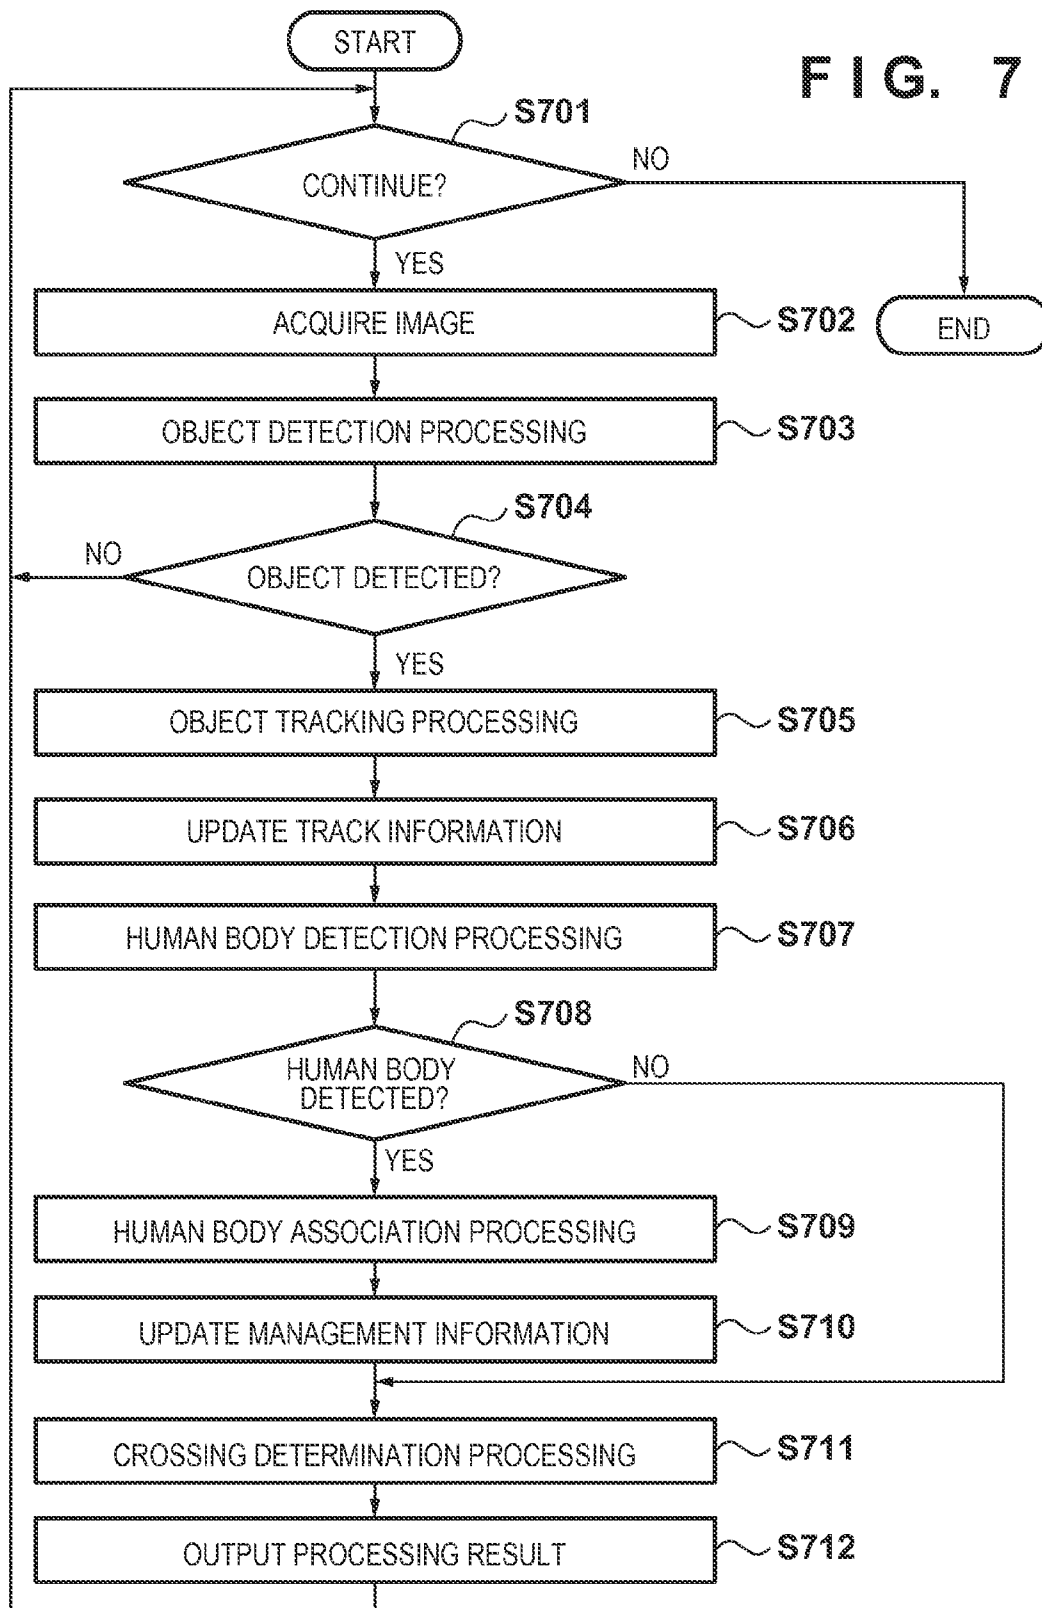 START
FIG. 7
S701
CONTINUE?
NO
YES
ACQUIRE IMAGE
S702
END
OBJECT DETECTION PROCESSING
S703
S704
NO
OBJECT DETECTED?
YES
OBJECT TRACKING PROCESSING
S705
UPDATE TRACK INFORMATION
S706
HUMAN BODY DETECTION PROCESSING
S707
S708
HUMAN BODY
DETECTED?
NO
YES
HUMAN BODY ASSOCIATION PROCESSING
S709
UPDATE MANAGEMENT INFORMATION
S710
CROSSING DETERMINATION PROCESSING
S711
OUTPUT PROCESSING RESULT
S712